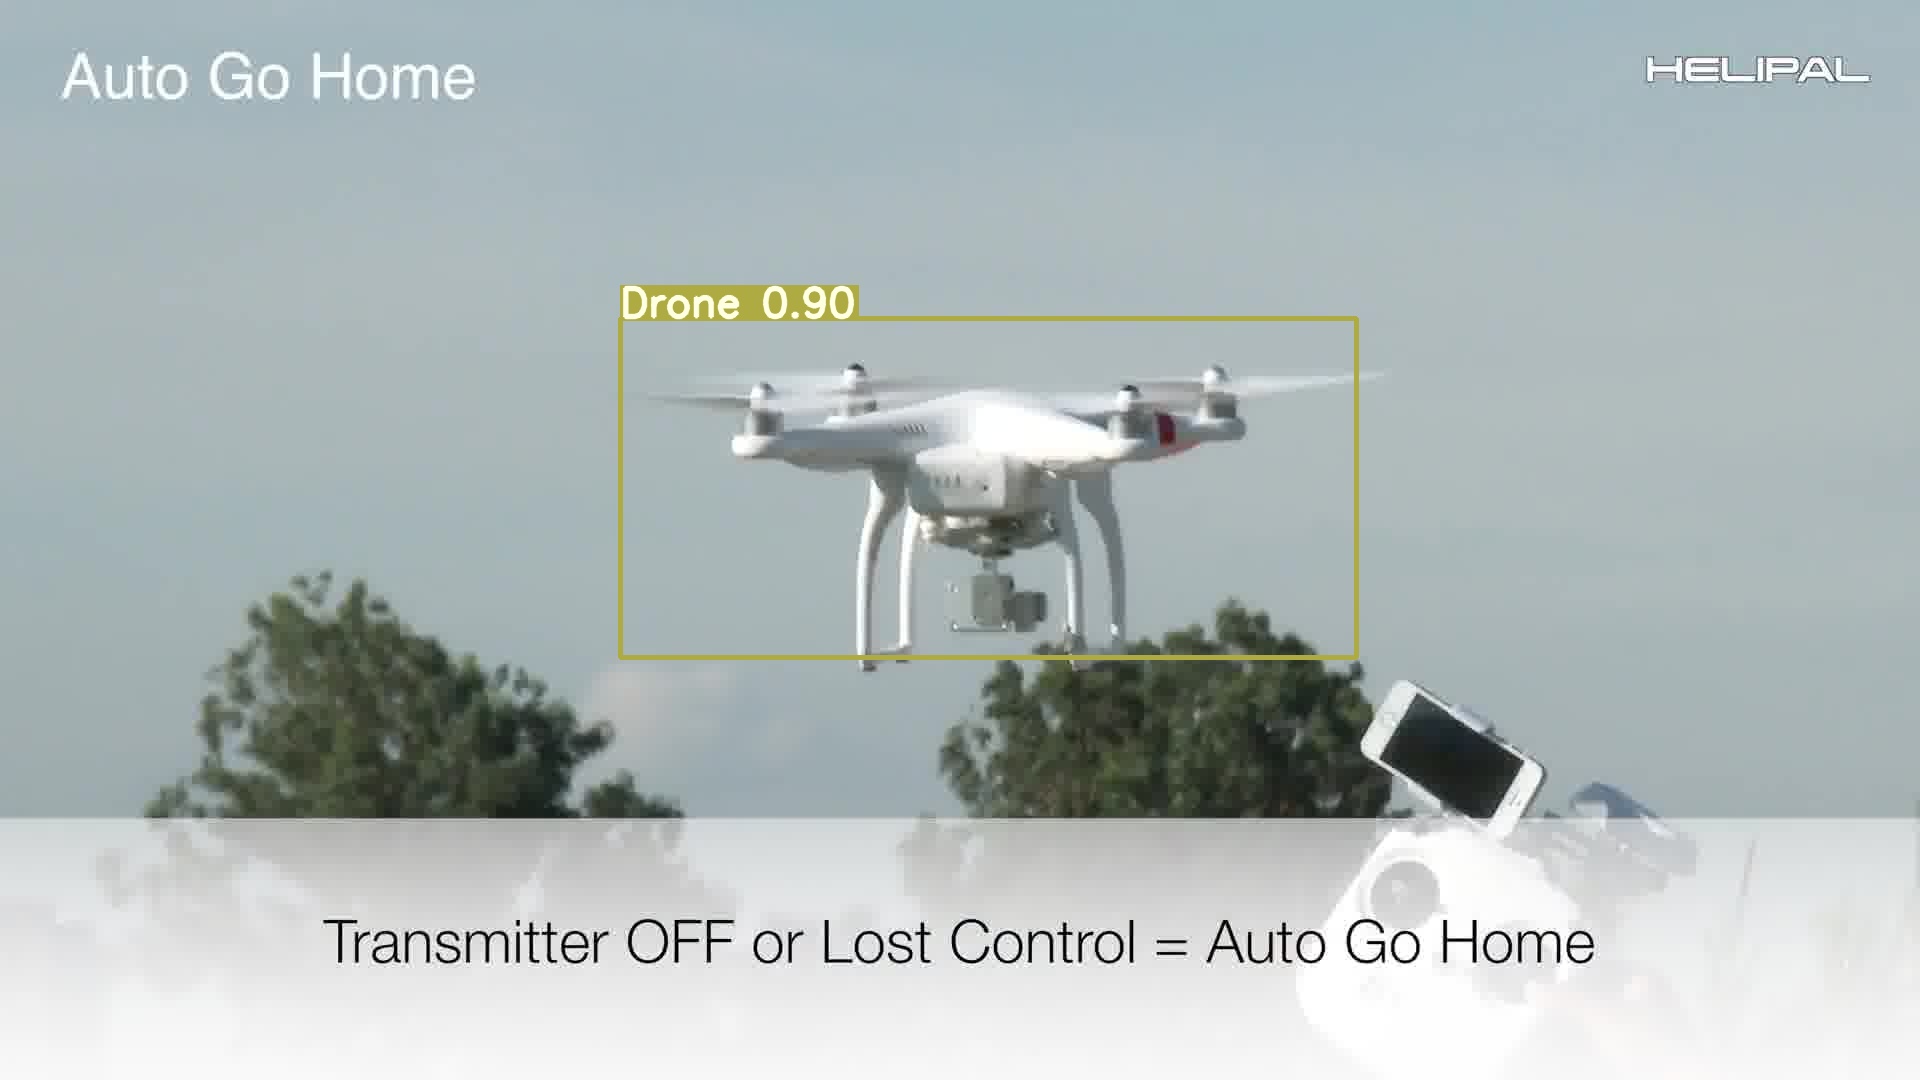 Auto Go Home
HELIPAL
Drone 0.90
Transmitter OFF or Lost Control = Auto Go Home